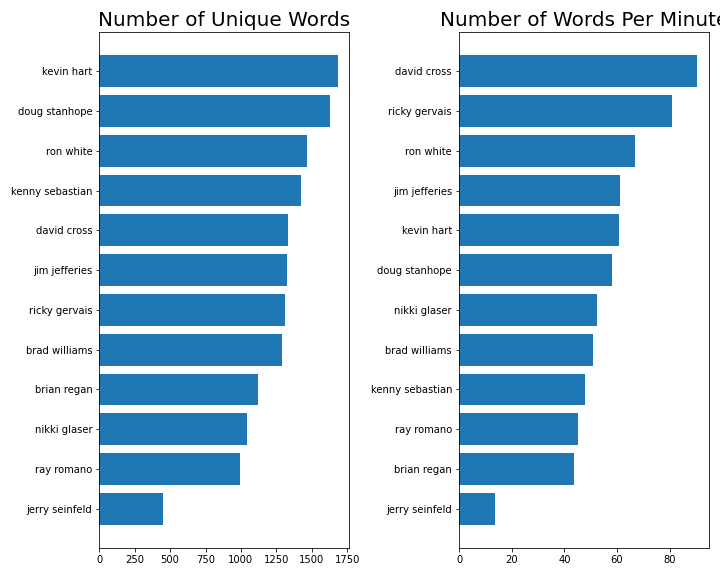 Number of Unique Words
kevin hart
doug stanhope
ron white
kenny sebastian
david cross
jim jefferies
ricky gervais
brad williams
brian regan
nikki glaser
ray romano
jerry seinfeld
0 250 500 750 1000 1250 1500 1750
Number of Words Per Minute
david cross
ricky gervais
ron white
jim jefferies
kevin hart
doug stanhope
nikki glaser
brad williams
kenny sebastian
ray romano
brian regan
jerry seinfeld
0 20 40 60 80